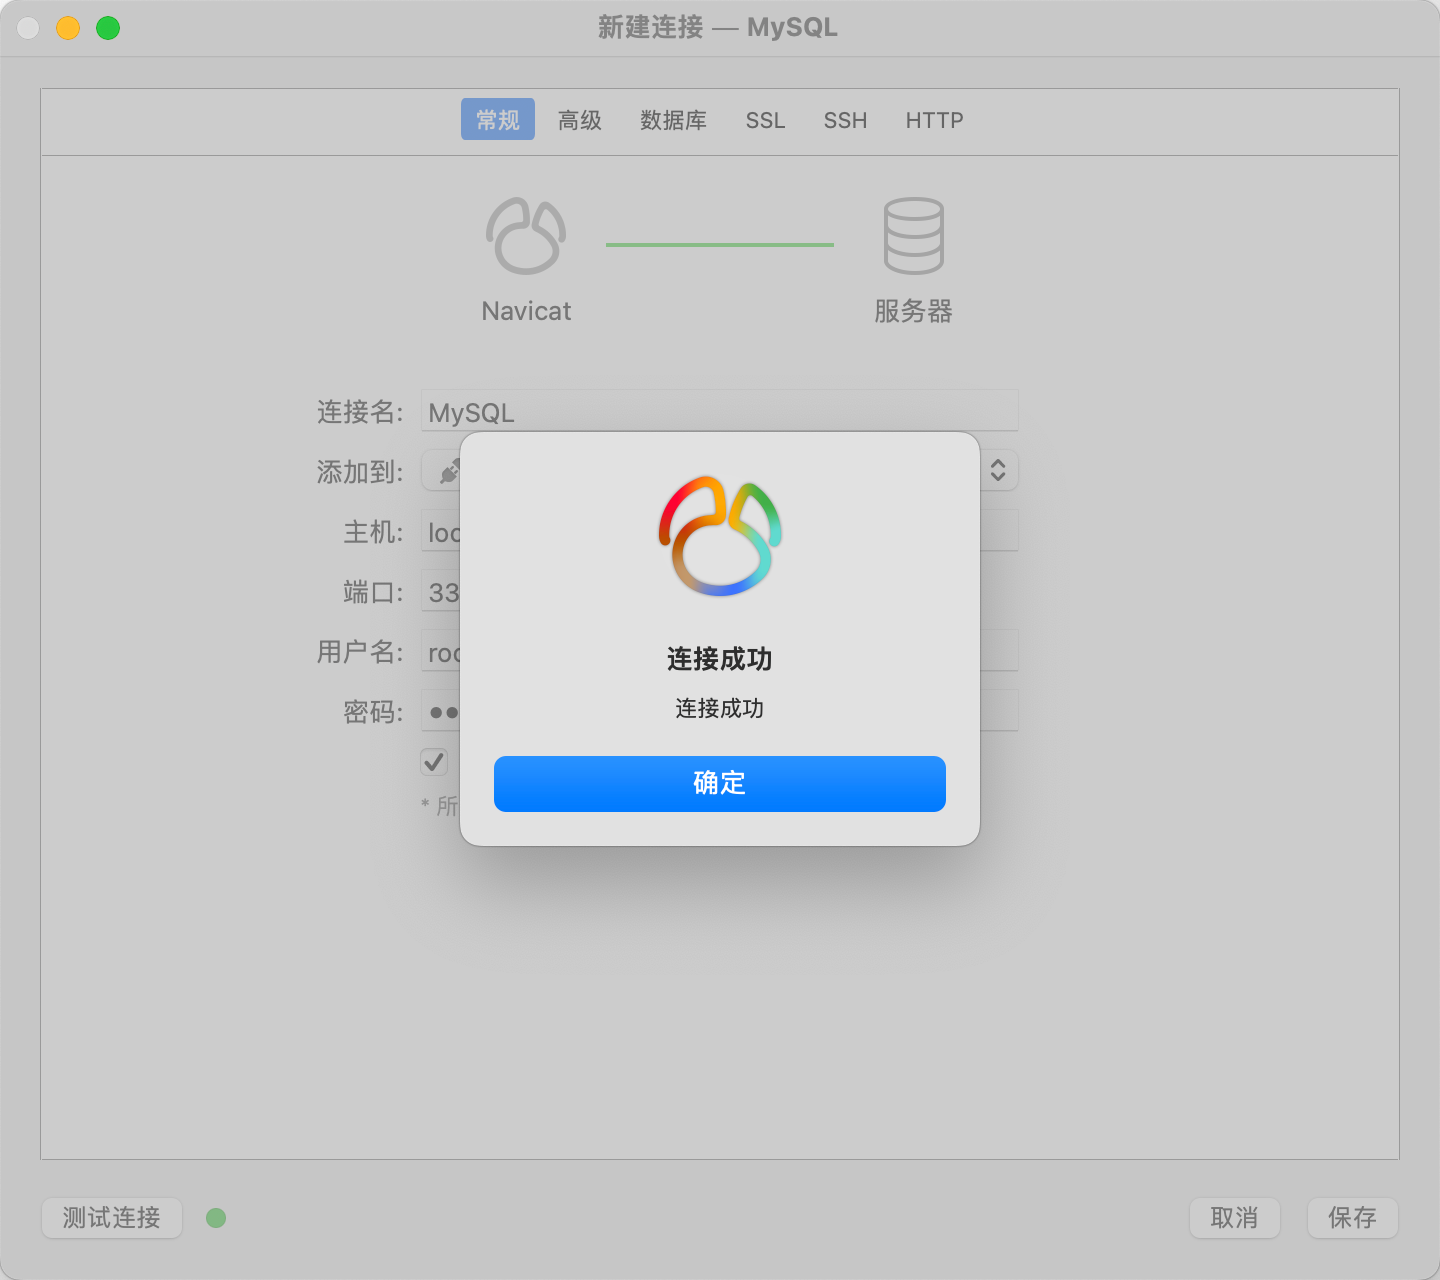 新建连接 — MySQL
常规 高级 数据库 SSL SSH HTTP
Navicat 服务器
连接名: MySQL
添加到:
主机: loc
端口: 33
用户名: roo
密码: ••
* 所
连接成功
连接成功
确定
测试连接 取消 保存